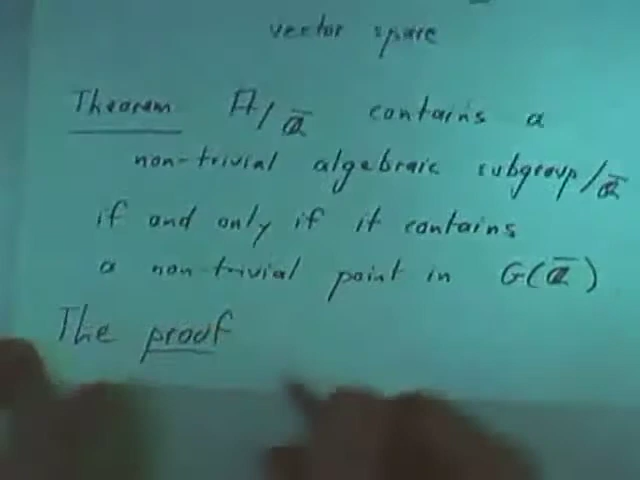 vector space
Theorem A/ℚ̅ contains a
non-trivial algebraic subgroup/ℚ̅
if and only if it contains
a non-trivial point in G(ℚ̅)
The proof